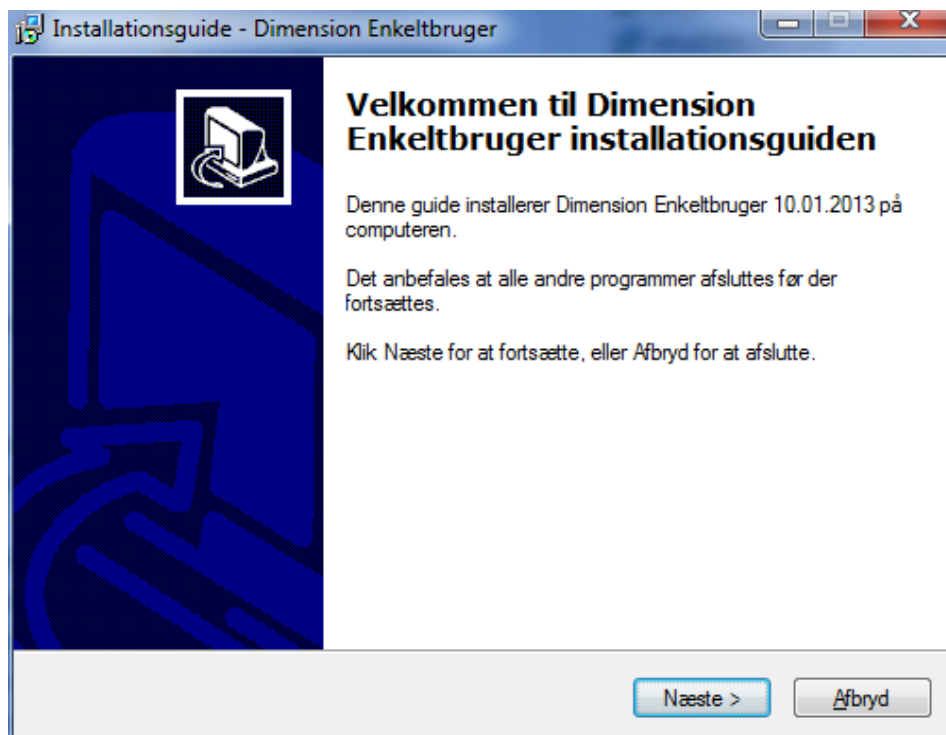 Installationsguide - Dimension Enkeltbruger
Velkommen til Dimension
Enkeltbruger installationsguiden
Denne guide installerer Dimension Enkeltbruger 10.01.2013 på
computeren.
Det anbefales at alle andre programmer afsluttes før der
fortsættes.
Klik Næste for at fortsætte, eller Afbryd for at afslutte.
Næste >
Afbryd